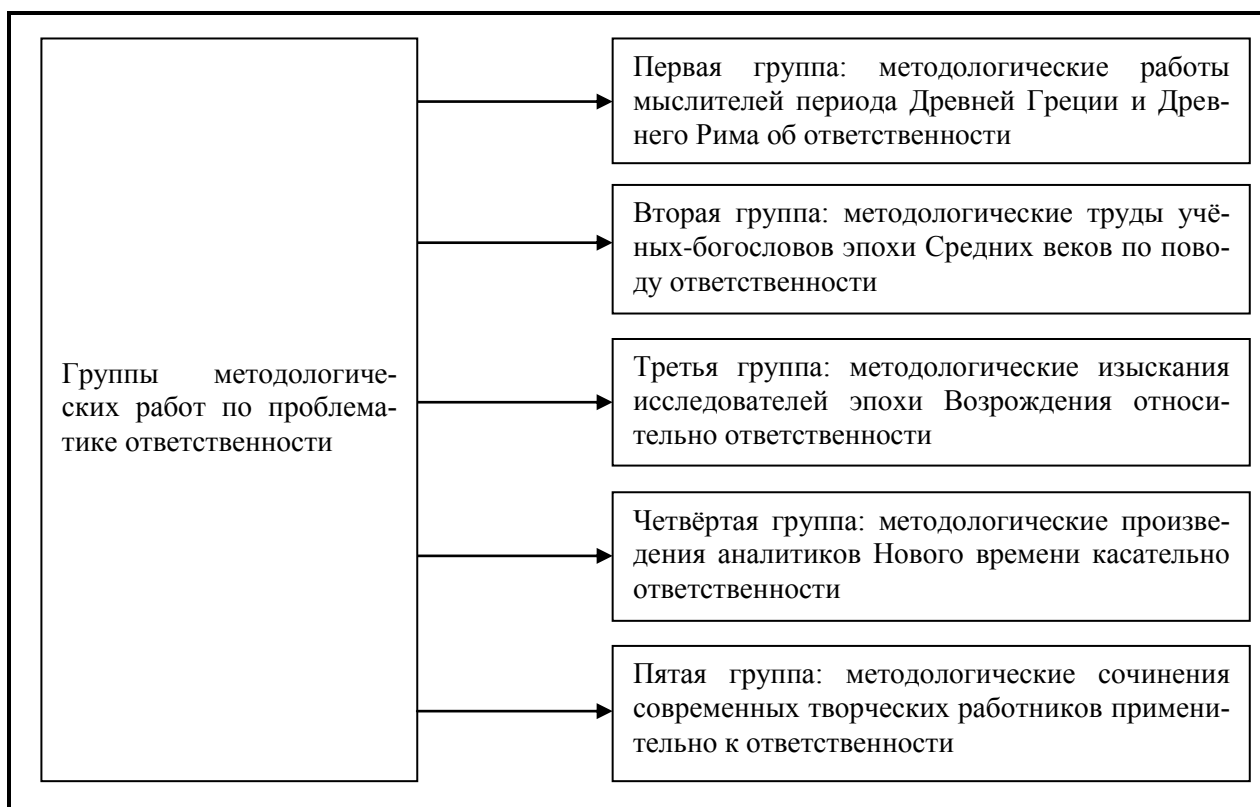 Группы методологиче-
ских работ по проблема-
тике ответственности
Первая группа: методологические работы
мыслителей периода Древней Греции и Древ-
него Рима об ответственности
Вторая группа: методологические труды учё-
ных-богословов эпохи Средних веков по пово-
ду ответственности
Третья группа: методологические изыскания
исследователей эпохи Возрождения относи-
тельно ответственности
Четвёртая группа: методологические произве-
дения аналитиков Нового времени касательно
ответственности
Пятая группа: методологические сочинения
современных творческих работников примени-
тельно к ответственности